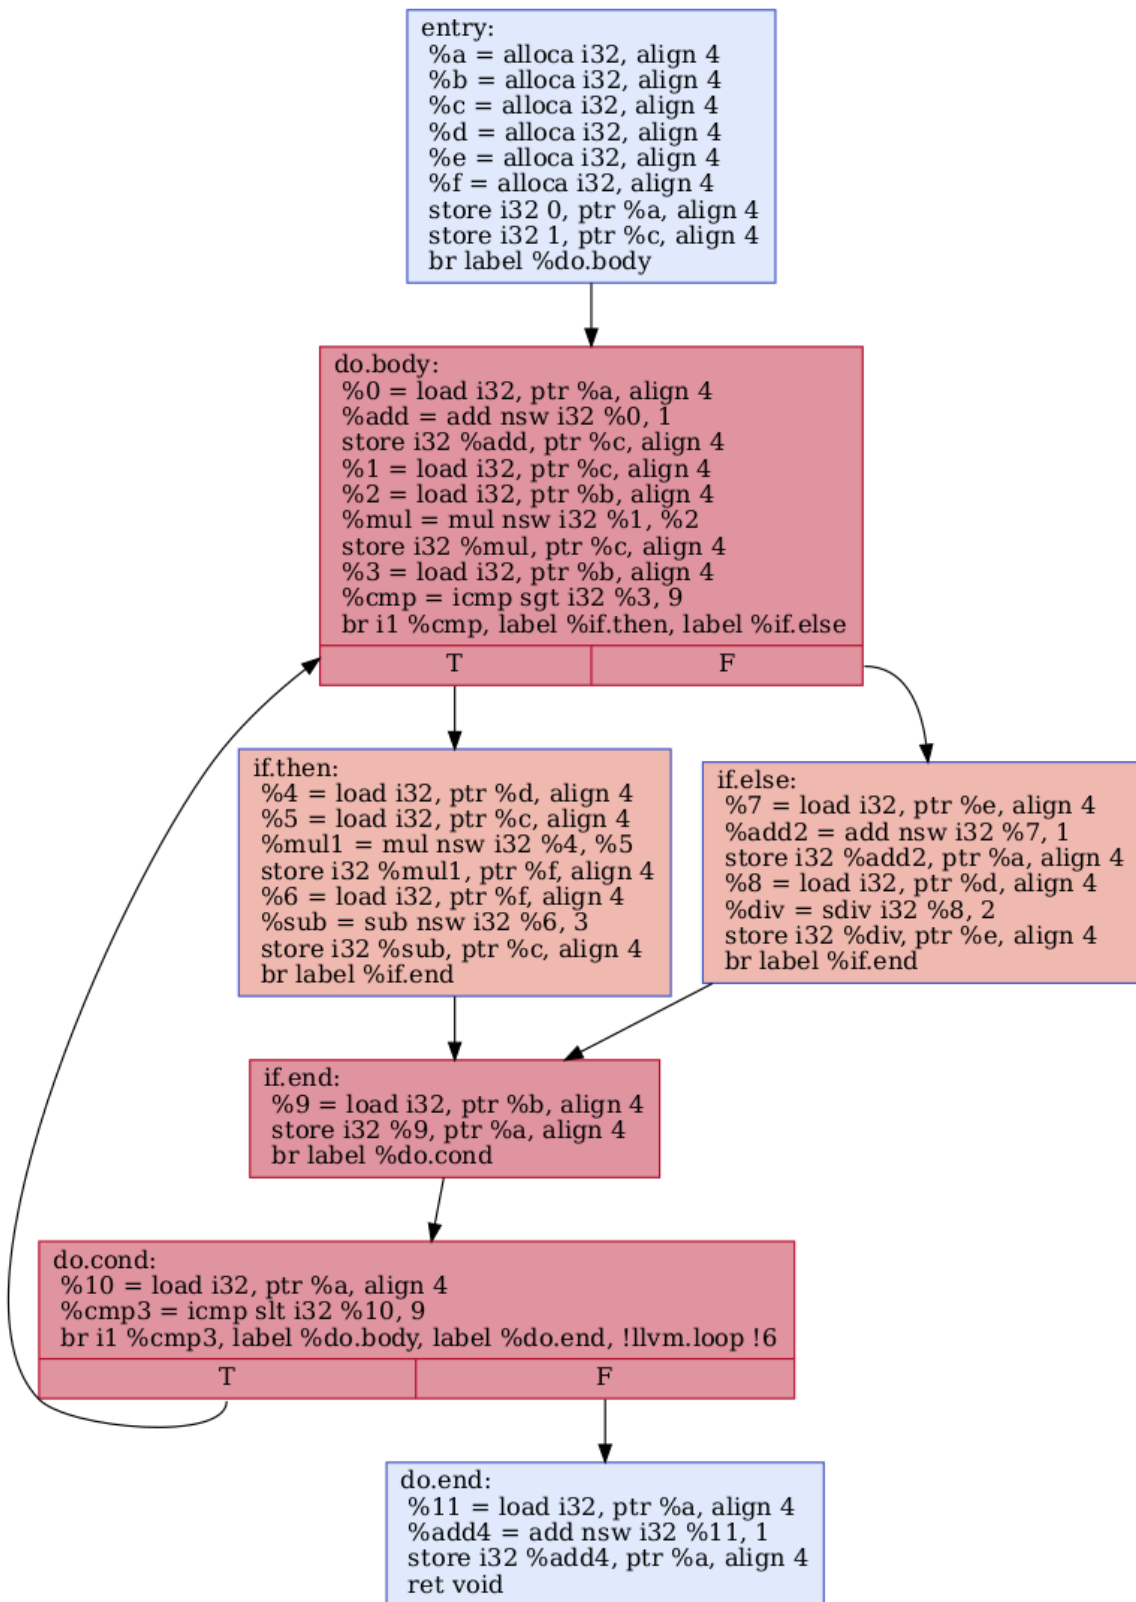 entry:
%a = alloca i32, align 4
%b = alloca i32, align 4
%c = alloca i32, align 4
%d = alloca i32, align 4
%e = alloca i32, align 4
%f = alloca i32, align 4
store i32 0, ptr %a, align 4
store i32 1, ptr %c, align 4
br label %do.body
do.body:
%0 = load i32, ptr %a, align 4
%add = add nsw i32 %0, 1
store i32 %add, ptr %c, align 4
%1 = load i32, ptr %c, align 4
%2 = load i32, ptr %b, align 4
%mul = mul nsw i32 %1, %2
store i32 %mul, ptr %c, align 4
%3 = load i32, ptr %b, align 4
%cmp = icmp sgt i32 %3, 9
br i1 %cmp, label %if.then, label %if.else
T
F
if.then:
%4 = load i32, ptr %d, align 4
%5 = load i32, ptr %c, align 4
%mul1 = mul nsw i32 %4, %5
store i32 %mul1, ptr %f, align 4
%6 = load i32, ptr %f, align 4
%sub = sub nsw i32 %6, 3
store i32 %sub, ptr %c, align 4
br label %if.end
if.else:
%7 = load i32, ptr %e, align 4
%add2 = add nsw i32 %7, 1
store i32 %add2, ptr %a, align 4
%8 = load i32, ptr %d, align 4
%div = sdiv i32 %8, 2
store i32 %div, ptr %e, align 4
br label %if.end
if.end:
%9 = load i32, ptr %b, align 4
store i32 %9, ptr %a, align 4
br label %do.cond
do.cond:
%10 = load i32, ptr %a, align 4
%cmp3 = icmp slt i32 %10, 9
br i1 %cmp3, label %do.body, label %do.end, !llvm.loop !6
T
F
do.end:
%11 = load i32, ptr %a, align 4
%add4 = add nsw i32 %11, 1
store i32 %add4, ptr %a, align 4
ret void